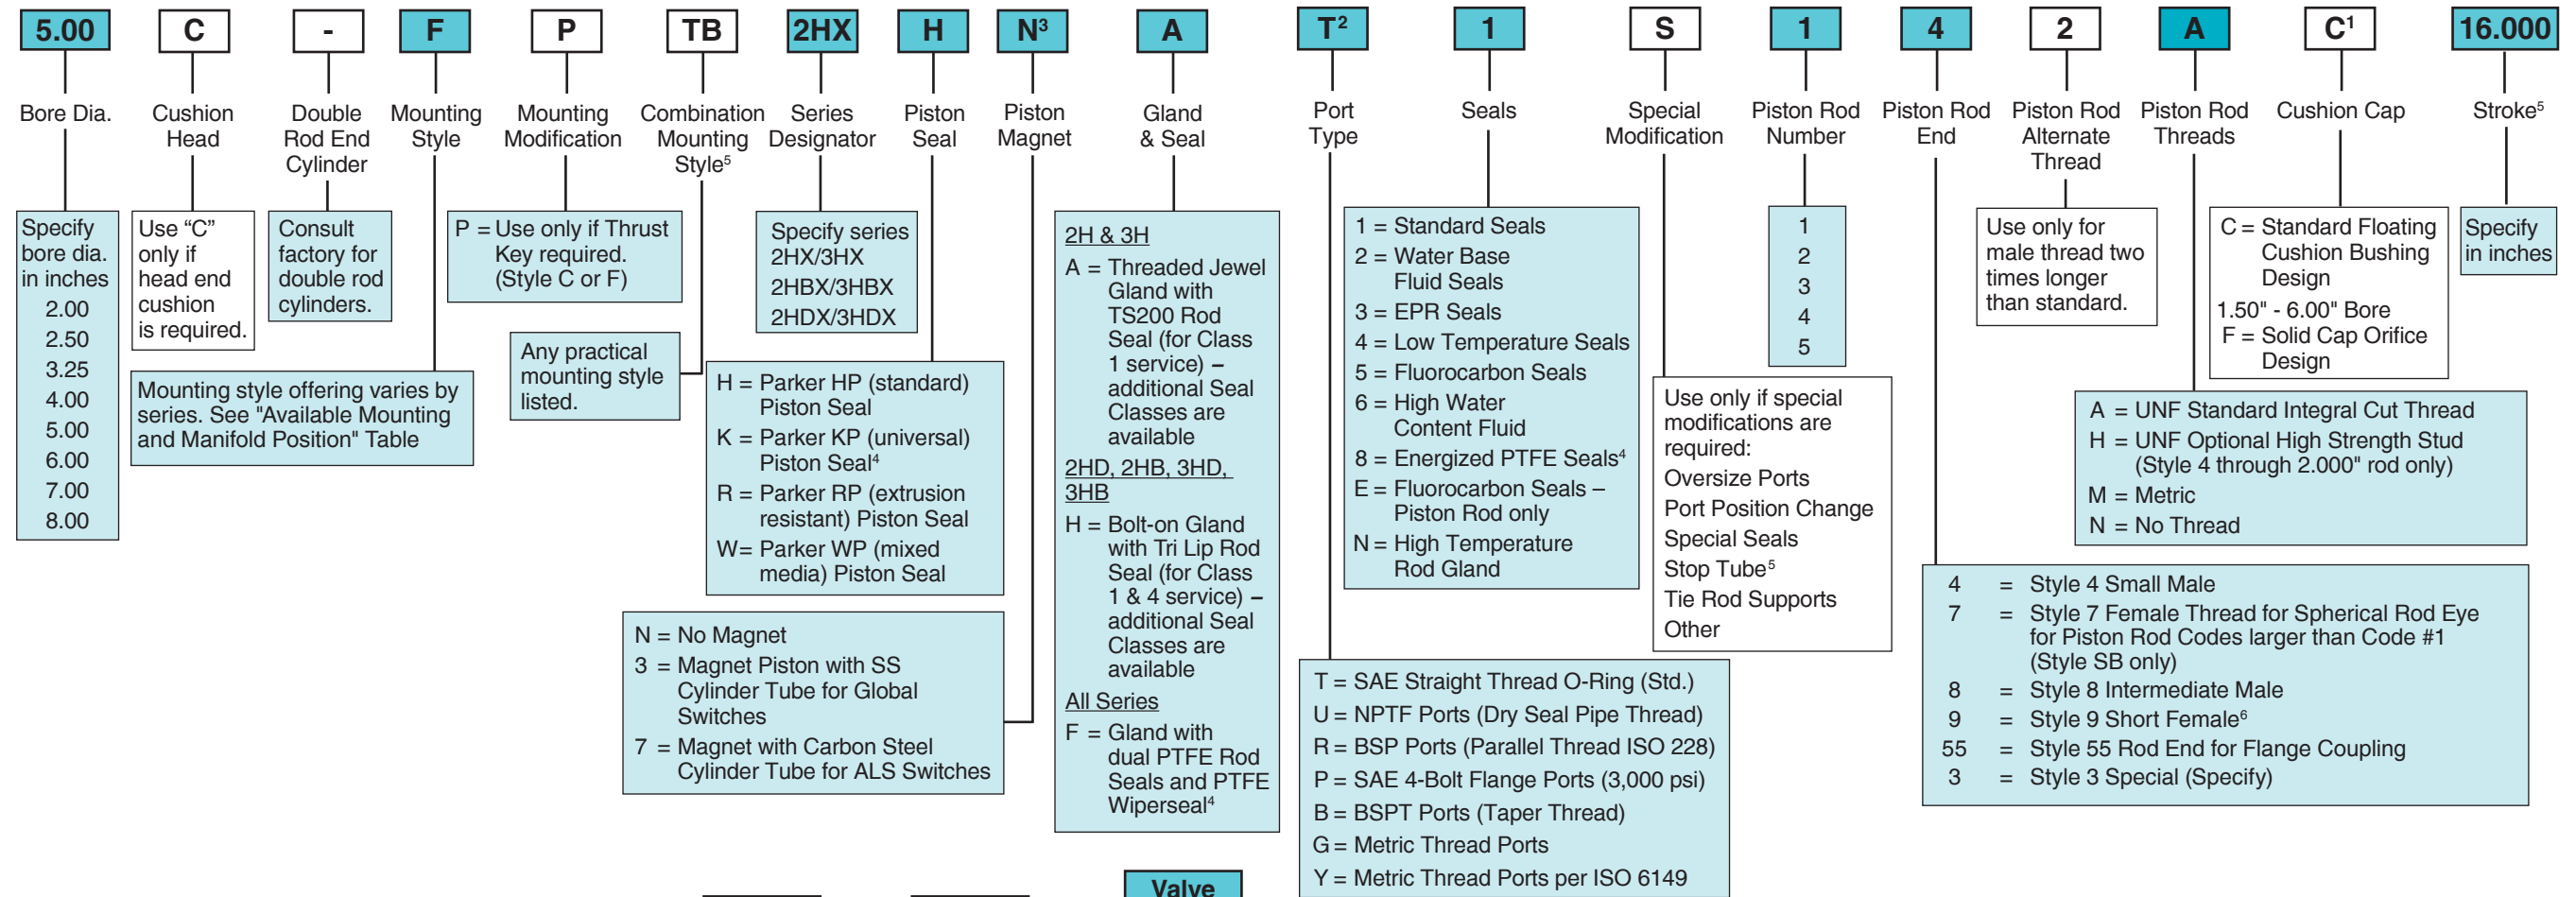 5.00 C - F P TB 2HX H N³ A T² 1 S 1 4 2 A C¹ 16.000
Bore Dia.
Cushion
Head
Double
Rod End
Cylinder
Mounting
Style
Mounting
Modification
Combination
Mounting
Style⁵
Series
Designator
Piston
Seal
Piston
Magnet
Gland
& Seal
Port
Type
Seals
Special
Modification
Piston Rod
Number
Piston Rod
End
Piston Rod
Alternate
Thread
Piston Rod
Threads
Cushion Cap
Stroke⁵
Specify
bore dia.
in inches
2.00
2.50
3.25
4.00
5.00
6.00
7.00
8.00
Use “C”
only if
head end
cushion
is required.
Consult
factory for
double rod
cylinders.
Mounting style offering varies by
series. See "Available Mounting
and Manifold Position" Table
P = Use only if Thrust
Key required.
(Style C or F)
Any practical
mounting style
listed.
Specify series
2HX/3HX
2HBX/3HBX
2HDX/3HDX
H = Parker HP (standard)
Piston Seal
K = Parker KP (universal)
Piston Seal⁴
R = Parker RP (extrusion
resistant) Piston Seal
W= Parker WP (mixed
media) Piston Seal
N = No Magnet
3 = Magnet Piston with SS
Cylinder Tube for Global
Switches
7 = Magnet with Carbon Steel
Cylinder Tube for ALS Switches
2H & 3H
A = Threaded Jewel
Gland with
TS200 Rod
Seal (for Class
1 service) –
additional Seal
Classes are
available
2HD, 2HB, 3HD,
3HB
H = Bolt-on Gland
with Tri Lip Rod
Seal (for Class
1 & 4 service) –
additional Seal
Classes are
available
All Series
F = Gland with
dual PTFE Rod
Seals and PTFE
Wiperseal⁴
T = SAE Straight Thread O-Ring (Std.)
U = NPTF Ports (Dry Seal Pipe Thread)
R = BSP Ports (Parallel Thread ISO 228)
P = SAE 4-Bolt Flange Ports (3,000 psi)
B = BSPT Ports (Taper Thread)
G = Metric Thread Ports
Y = Metric Thread Ports per ISO 6149
1 = Standard Seals
2 = Water Base
Fluid Seals
3 = EPR Seals
4 = Low Temperature Seals
5 = Fluorocarbon Seals
6 = High Water
Content Fluid
8 = Energized PTFE Seals⁴
E = Fluorocarbon Seals –
Piston Rod only
N = High Temperature
Rod Gland
Use only if special
modifications are
required:
Oversize Ports
Port Position Change
Special Seals
Stop Tube⁵
Tie Rod Supports
Other
1
2
3
4
5
4 = Style 4 Small Male
7 = Style 7 Female Thread for Spherical Rod Eye
for Piston Rod Codes larger than Code #1
(Style SB only)
8 = Style 8 Intermediate Male
9 = Style 9 Short Female⁶
55 = Style 55 Rod End for Flange Coupling
3 = Style 3 Special (Specify)
Use only for
male thread two
times longer
than standard.
A = UNF Standard Integral Cut Thread
H = UNF Optional High Strength Stud
(Style 4 through 2.000" rod only)
M = Metric
N = No Thread
C = Standard Floating
Cushion Bushing
Design
1.50" - 6.00" Bore
F = Solid Cap Orifice
Design
Specify
in inches
Valve